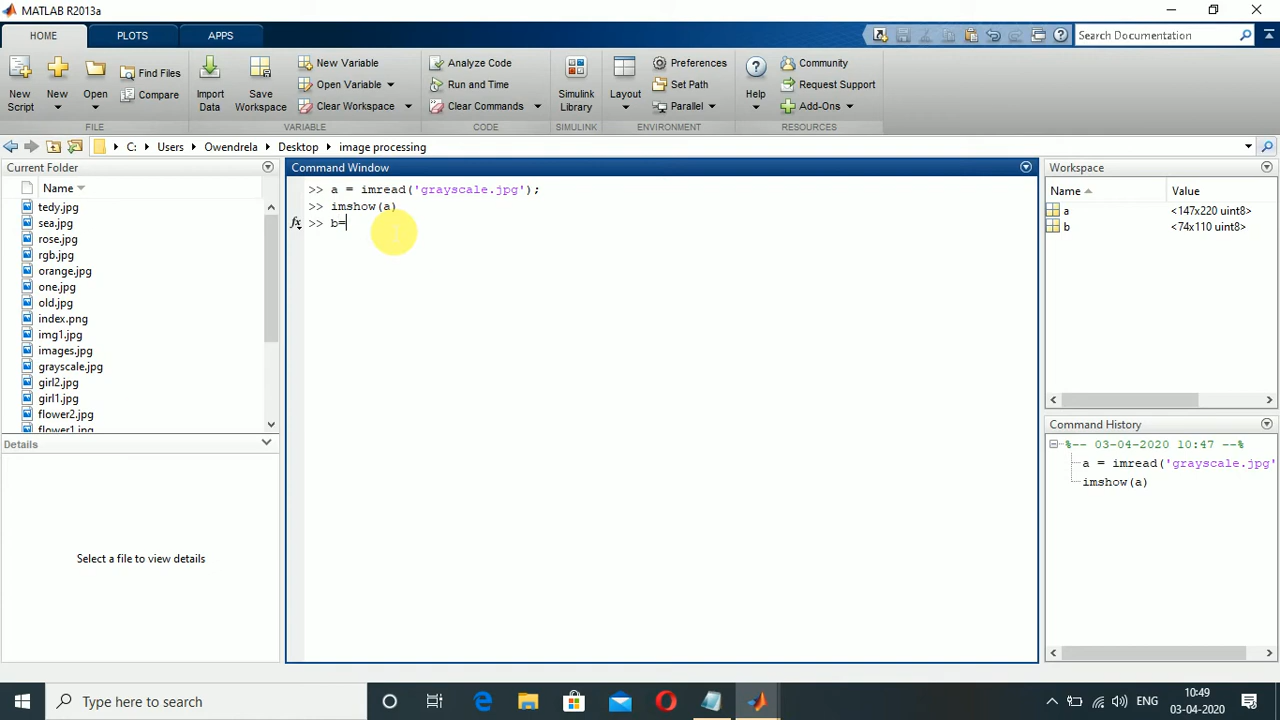 MATLAB R2013a
HOME
PLOTS
APPS
Search Documentation
New Script
New
Open
Find Files
Compare
Import Data
Save Workspace
New Variable
Open Variable
Clear Workspace
Analyze Code
Run and Time
Clear Commands
Simulink Library
Layout
Preferences
Set Path
Parallel
Help
Community
Request Support
Add-Ons
FILE
VARIABLE
CODE
SIMULINK
ENVIRONMENT
RESOURCES
C: Users Owendrela Desktop image processing
Current Folder
Name
tedy.jpg
sea.jpg
rose.jpg
rgb.jpg
orange.jpg
one.jpg
old.jpg
index.png
img1.jpg
images.jpg
grayscale.jpg
girl2.jpg
girl1.jpg
flower2.jpg
flower1.jpg
Details
Select a file to view details
Command Window
>> a = imread('grayscale.jpg');
>> imshow(a)
fx >> b=
Workspace
Name Value
a <147x220 uint8>
b <74x110 uint8>
Command History
%-- 03-04-2020 10:47 --%
a = imread('grayscale.jpg'
imshow(a)
Type here to search
ENG
10:49
03-04-2020